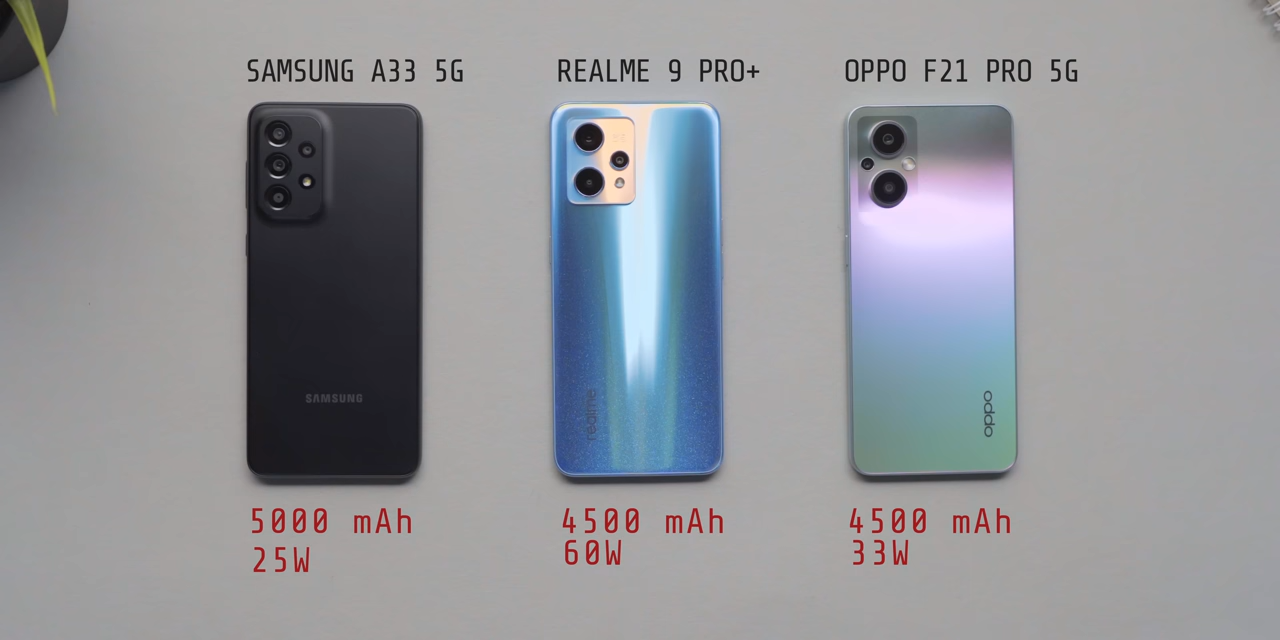 SAMSUNG A33 5G
REALME 9 PRO+
OPPO F21 PRO 5G
SAMSUNG
realme
oppo
5000 mAh
25W
4500 mAh
60W
4500 mAh
33W